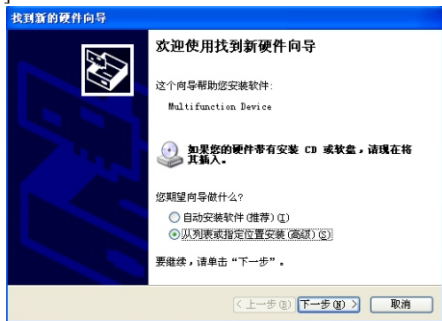 ]
找到新的硬件向导
欢迎使用找到新硬件向导
这个向导帮助您安装软件:
Multifunction Device
如果您的硬件带有安装 CD 或软盘，请现在将
其插入。
您期望向导做什么?
自动安装软件(推荐)(I)
从列表或指定位置安装(高级)(S)
要继续，请单击“下一步”。
<上一步(B) 下一步(N)> 取消